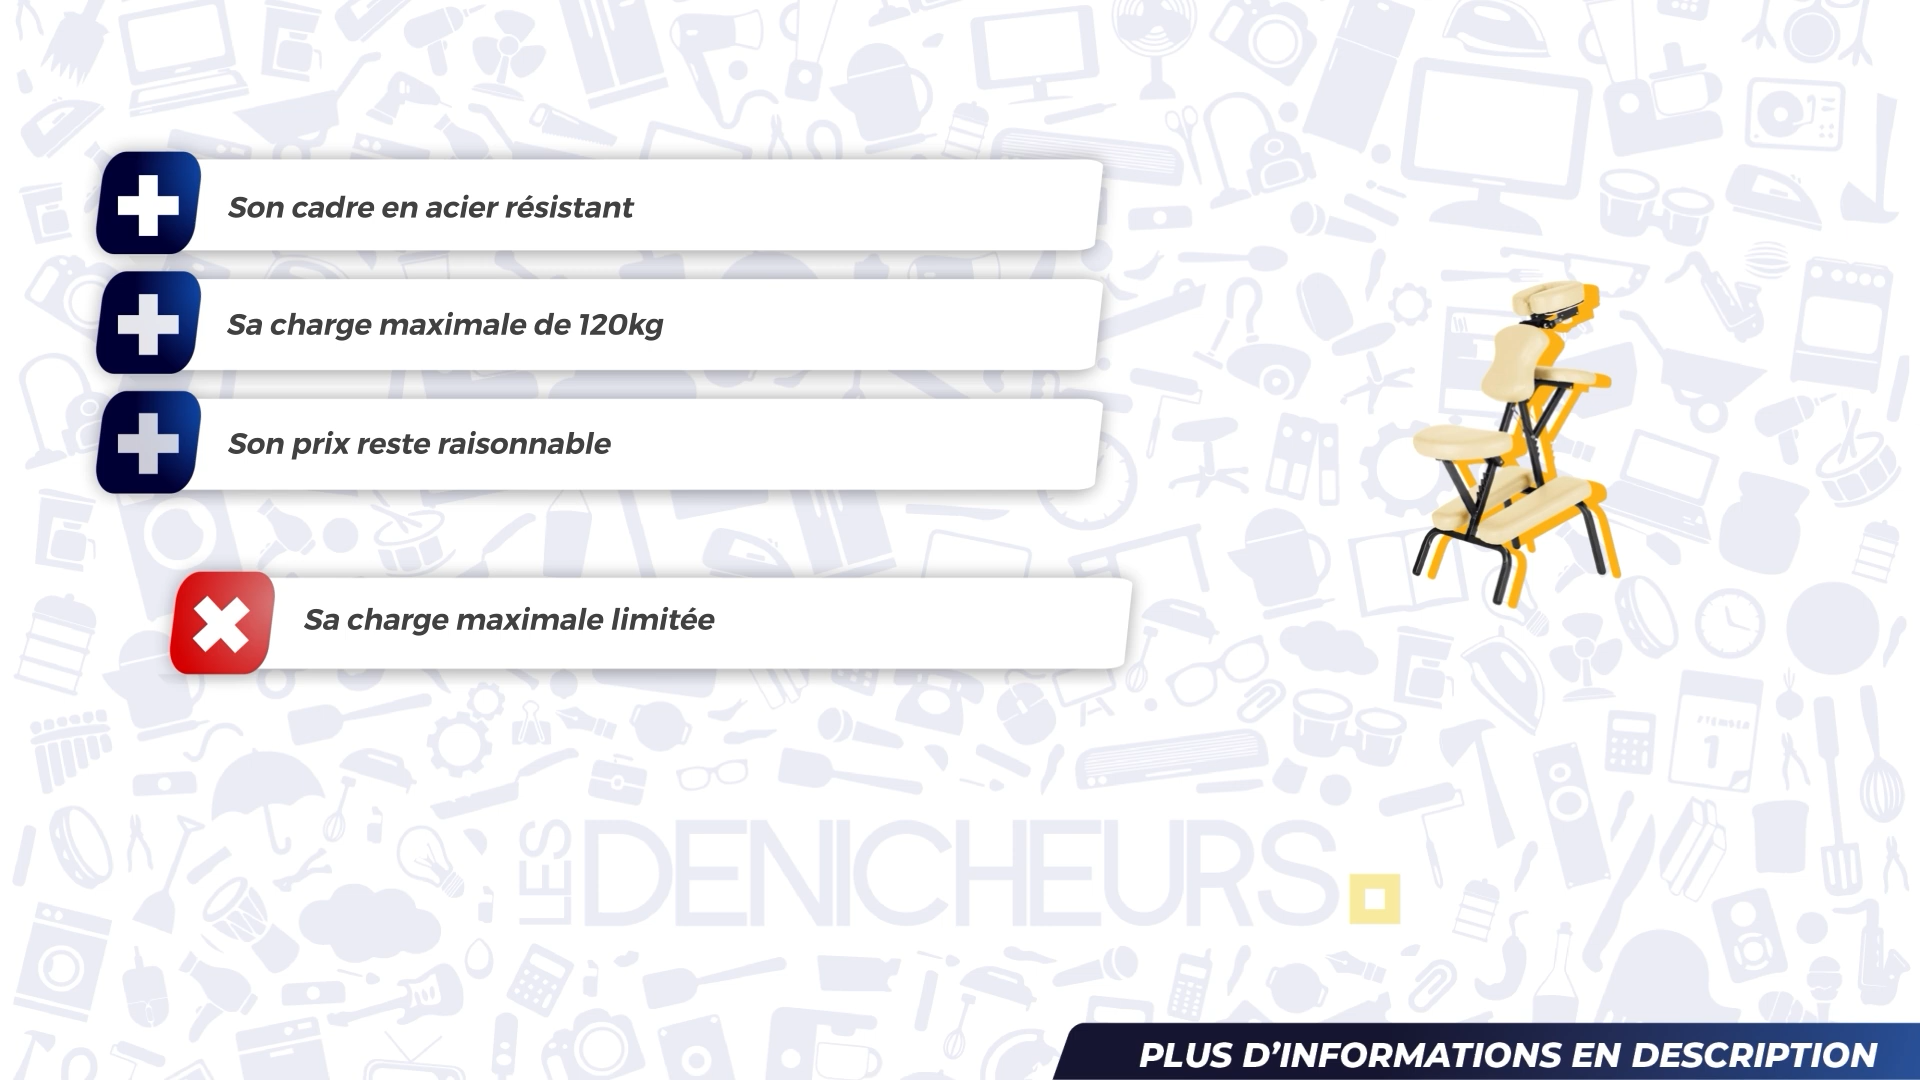 Son cadre en acier résistant
Sa charge maximale de 120kg
Son prix reste raisonnable
Sa charge maximale limitée
1
LES DENICHEURS.
PLUS D’INFORMATIONS EN DESCRIPTION